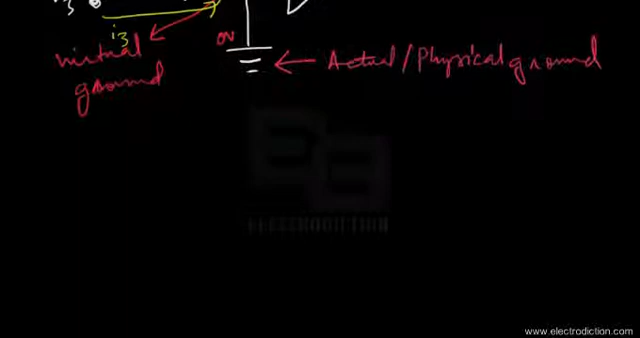 i3
0V
virtual
ground
Actual/Physical ground
ELECTRODICTION
www.electrodiction.com